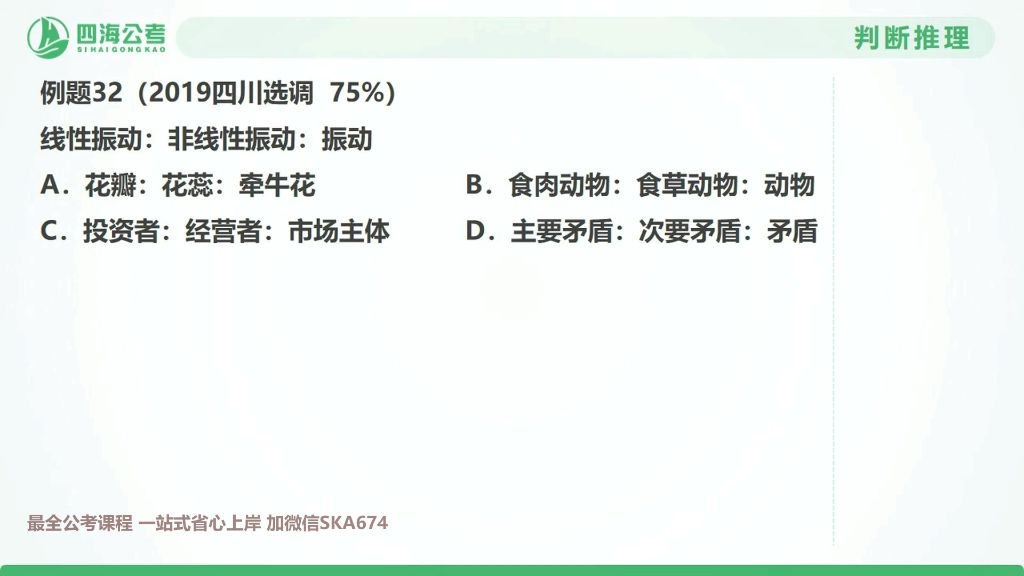 四海公考
SIHAIGONGKAO
判断推理
例题32（2019四川选调 75%）
线性振动：非线性振动：振动
A．花瓣：花蕊：牵牛花
B．食肉动物：食草动物：动物
C．投资者：经营者：市场主体
D．主要矛盾：次要矛盾：矛盾
最全公考课程 一站式省心上岸 加微信SKA674